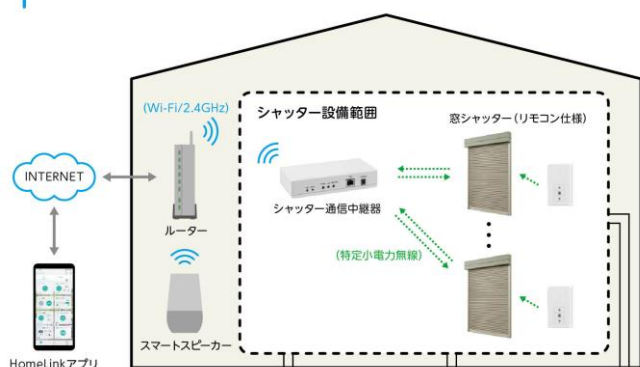 (Wi-Fi/2.4GHz)
シャッター設備範囲
窓シャッター(リモコン仕様)
INTERNET
ルーター
シャッター通信中継器
(特定小電力無線)
スマートスピーカー
HomeLinkアプリ